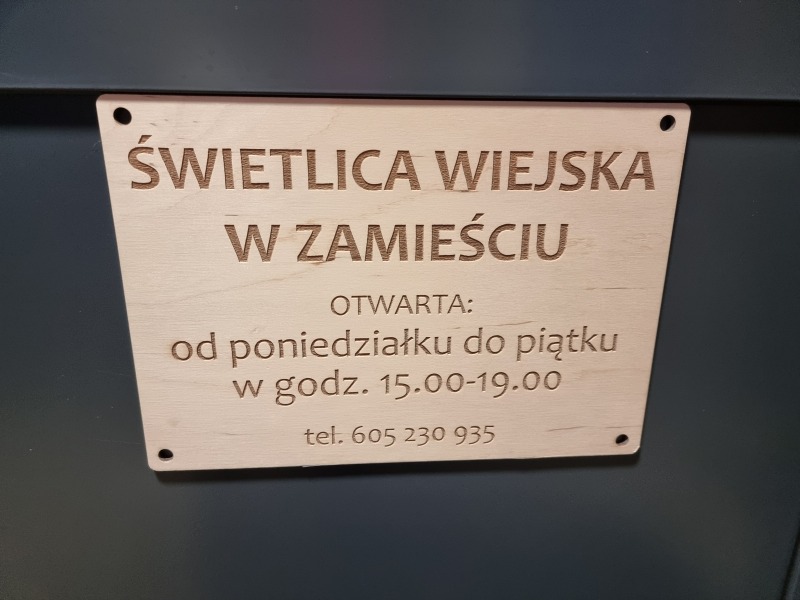 ŚWIETLICA WIEJSKA
W ZAMIEŚCIU
OTWARTA:
od poniedziałku do piątku
w godz. 15.00-19.00
tel. 605 230 935